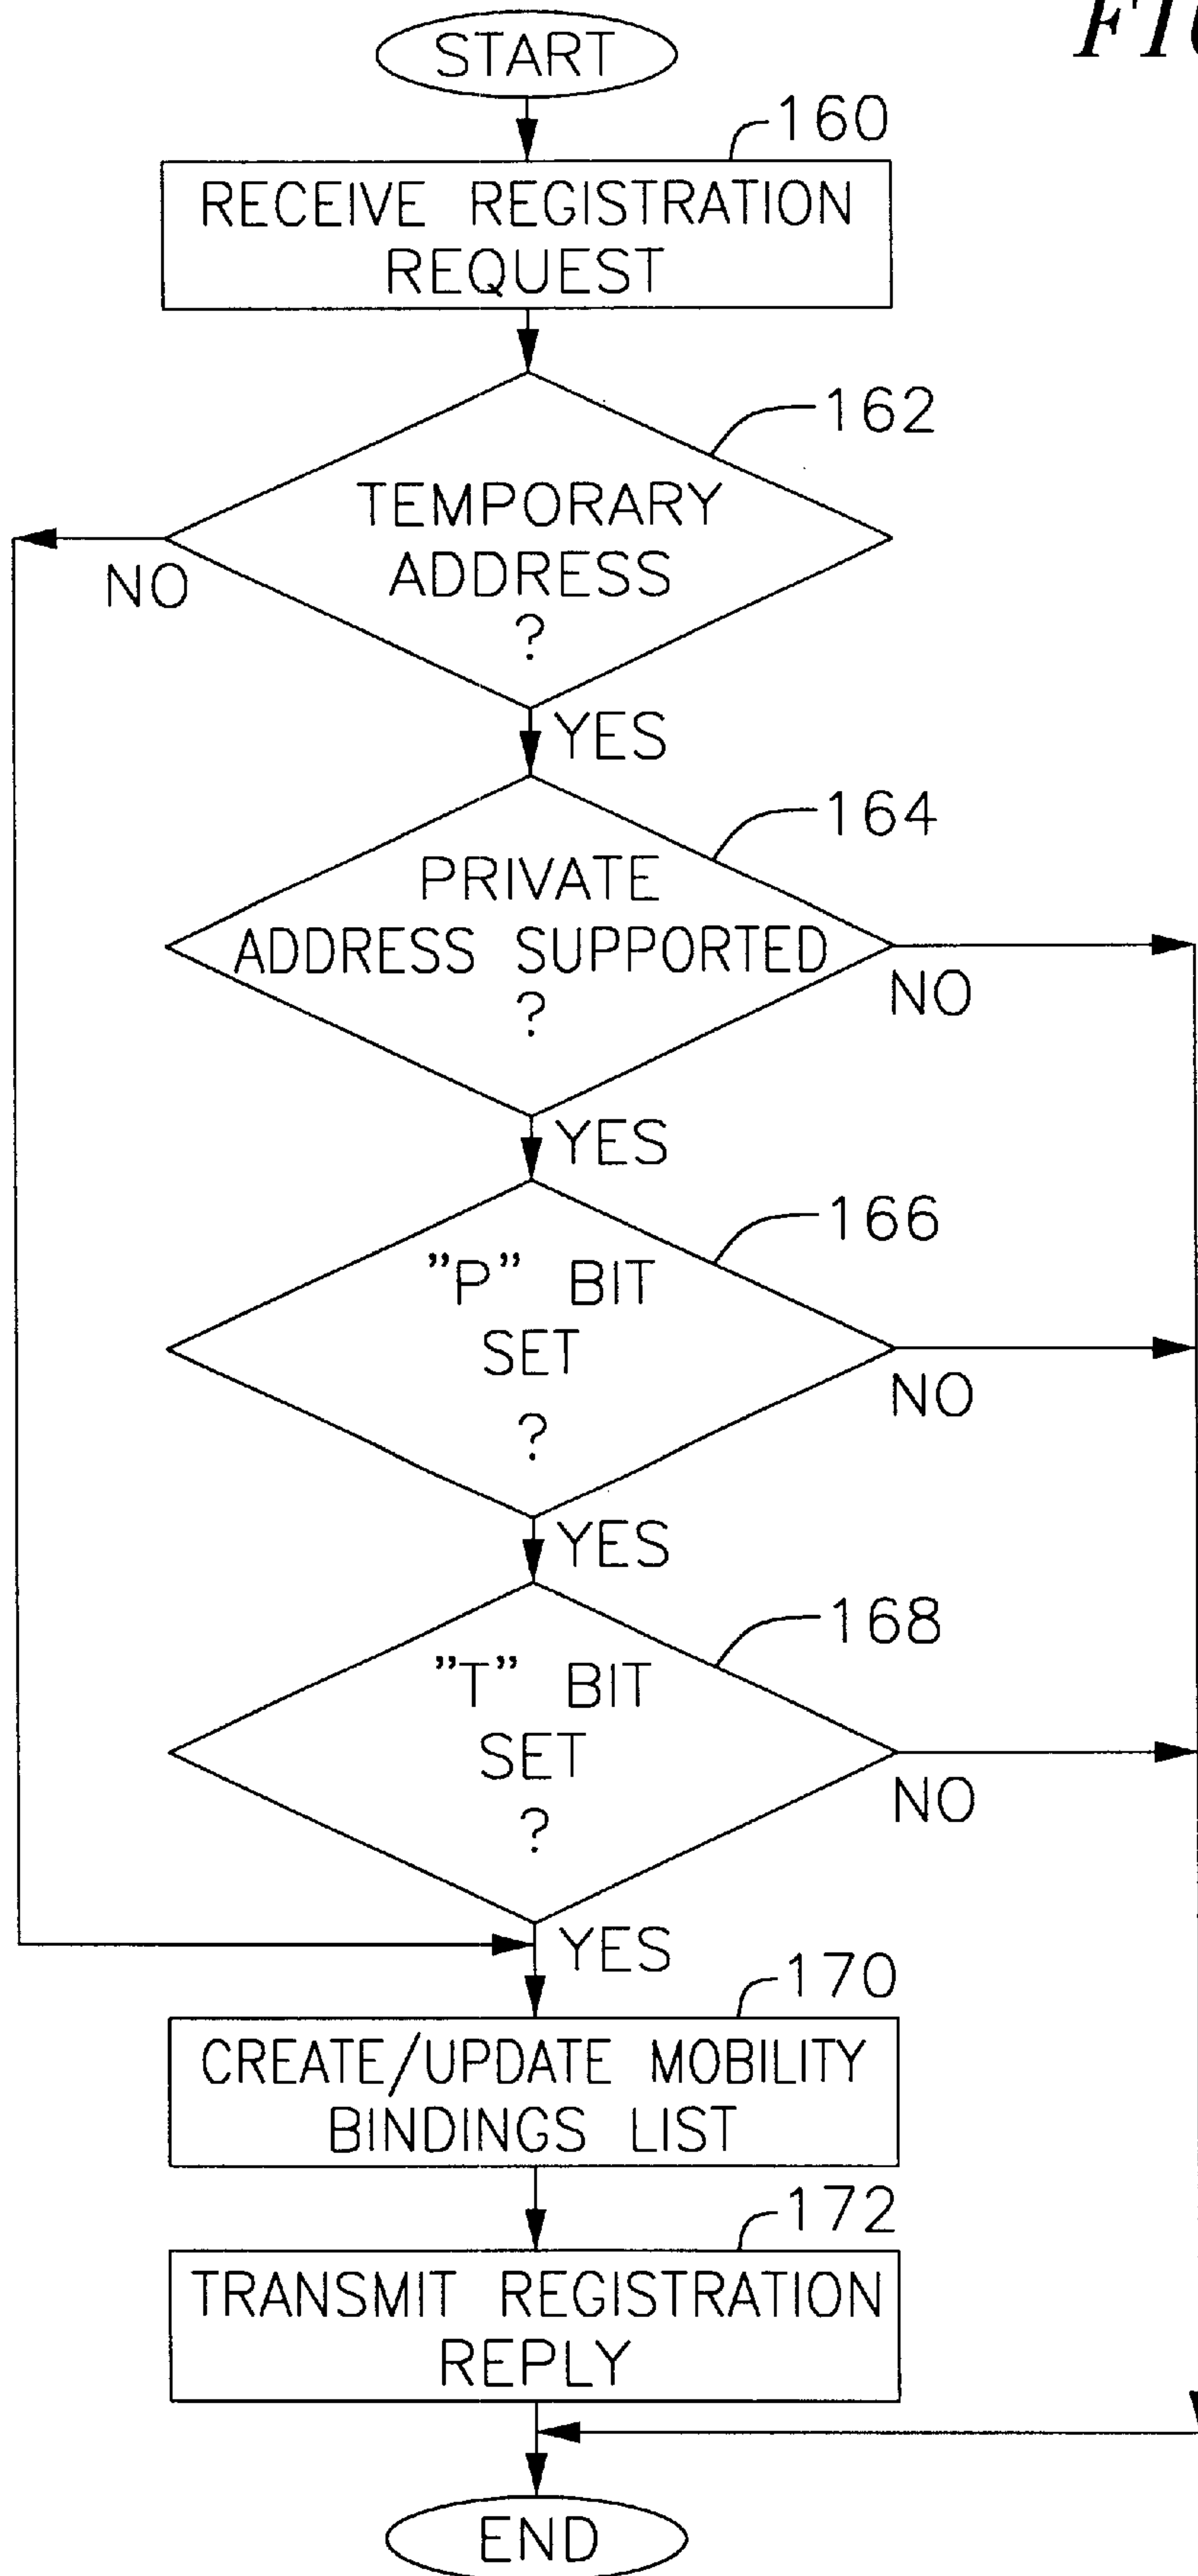 START
160
RECEIVE REGISTRATION
REQUEST
162
TEMPORARY
ADDRESS
?
NO
YES
164
PRIVATE
ADDRESS SUPPORTED
?
NO
YES
166
”P” BIT
SET
?
NO
YES
168
”T” BIT
SET
?
NO
YES
170
CREATE/UPDATE MOBILITY
BINDINGS LIST
172
TRANSMIT REGISTRATION
REPLY
END